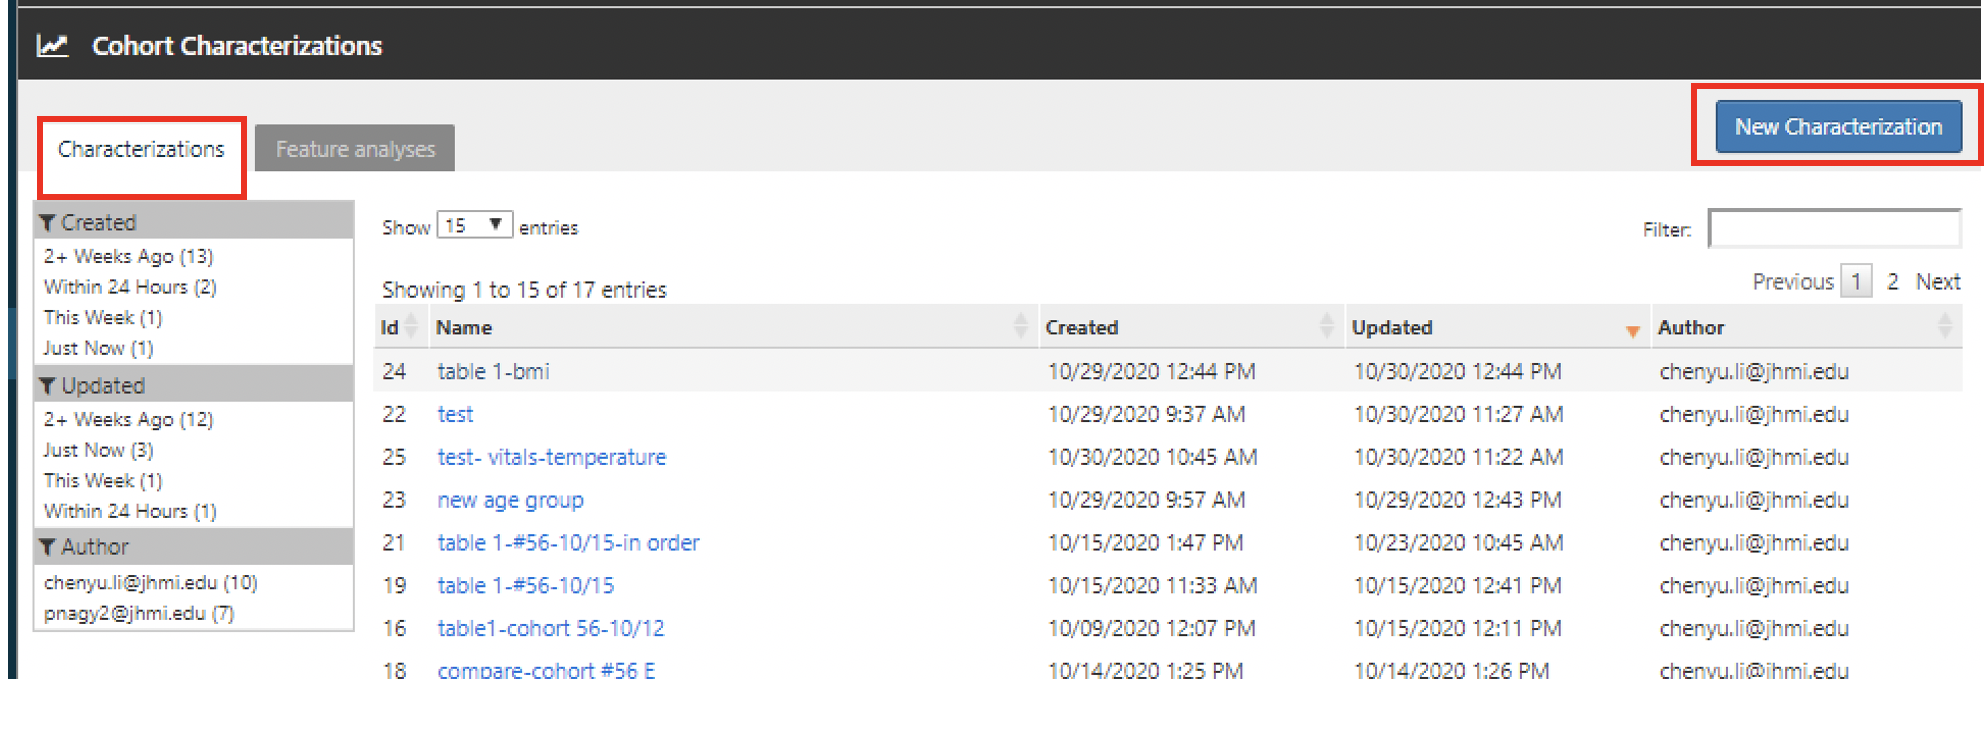 Cohort Characterizations
New Characterization
Characterizations Feature analyses
Created
2+ Weeks Ago (13)
Within 24 Hours (2)
This Week (1)
Just Now (1)
Updated
2+ Weeks Ago (12)
Just Now (3)
This Week (1)
Within 24 Hours (1)
Author
chenyu.li@jhmi.edu (10)
pnagy2@jhmi.edu (7)
Show 15 entries
Filter:
Showing 1 to 15 of 17 entries
Previous 1 2 Next
Id Name Created Updated Author
24 table 1-bmi 10/29/2020 12:44 PM 10/30/2020 12:44 PM chenyu.li@jhmi.edu
22 test 10/29/2020 9:37 AM 10/30/2020 11:27 AM chenyu.li@jhmi.edu
25 test- vitals-temperature 10/30/2020 10:45 AM 10/30/2020 11:22 AM chenyu.li@jhmi.edu
23 new age group 10/29/2020 9:57 AM 10/29/2020 12:43 PM chenyu.li@jhmi.edu
21 table 1-#56-10/15-in order 10/15/2020 1:47 PM 10/23/2020 10:45 AM chenyu.li@jhmi.edu
19 table 1-#56-10/15 10/15/2020 11:33 AM 10/15/2020 12:41 PM chenyu.li@jhmi.edu
16 table1-cohort 56-10/12 10/09/2020 12:07 PM 10/15/2020 12:11 PM chenyu.li@jhmi.edu
18 compare-cohort #56 E 10/14/2020 1:25 PM 10/14/2020 1:26 PM chenyu.li@jhmi.edu